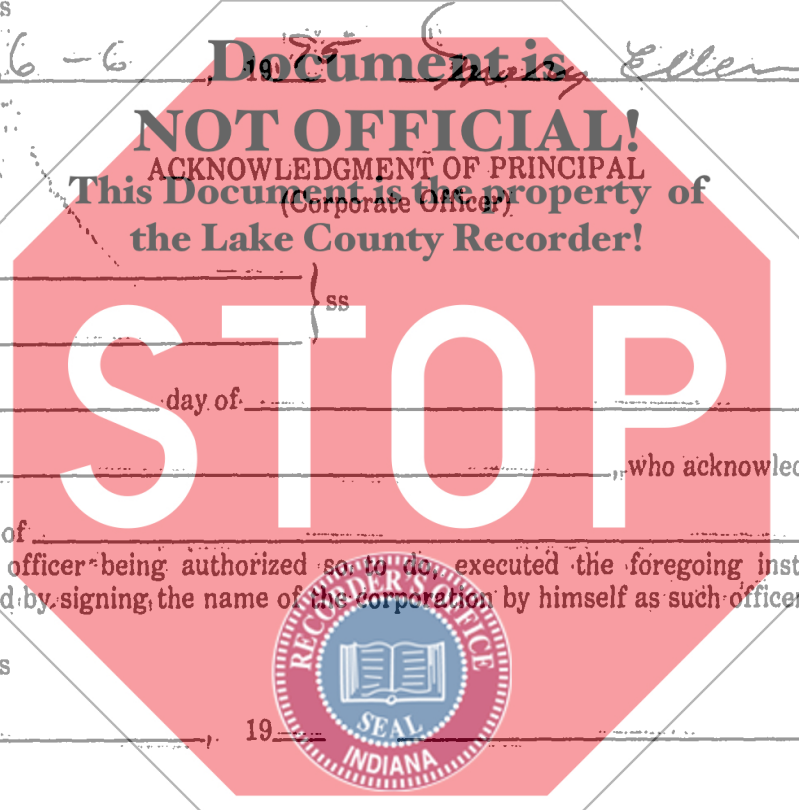 s
6 - 6, 19 Ellen
Document is
NOT OFFICIAL!
ACKNOWLEDGMENT OF PRINCIPAL
This Document is the property of
(Corporate Officer)
the Lake County Recorder!
ss
STOP
day of
, who acknowled
of
officer being authorized so to do, executed the foregoing inst
d by signing the name of the corporation by himself as such officer
RECORDER'S OFFICE
SEAL
INDIANA
s
, 19